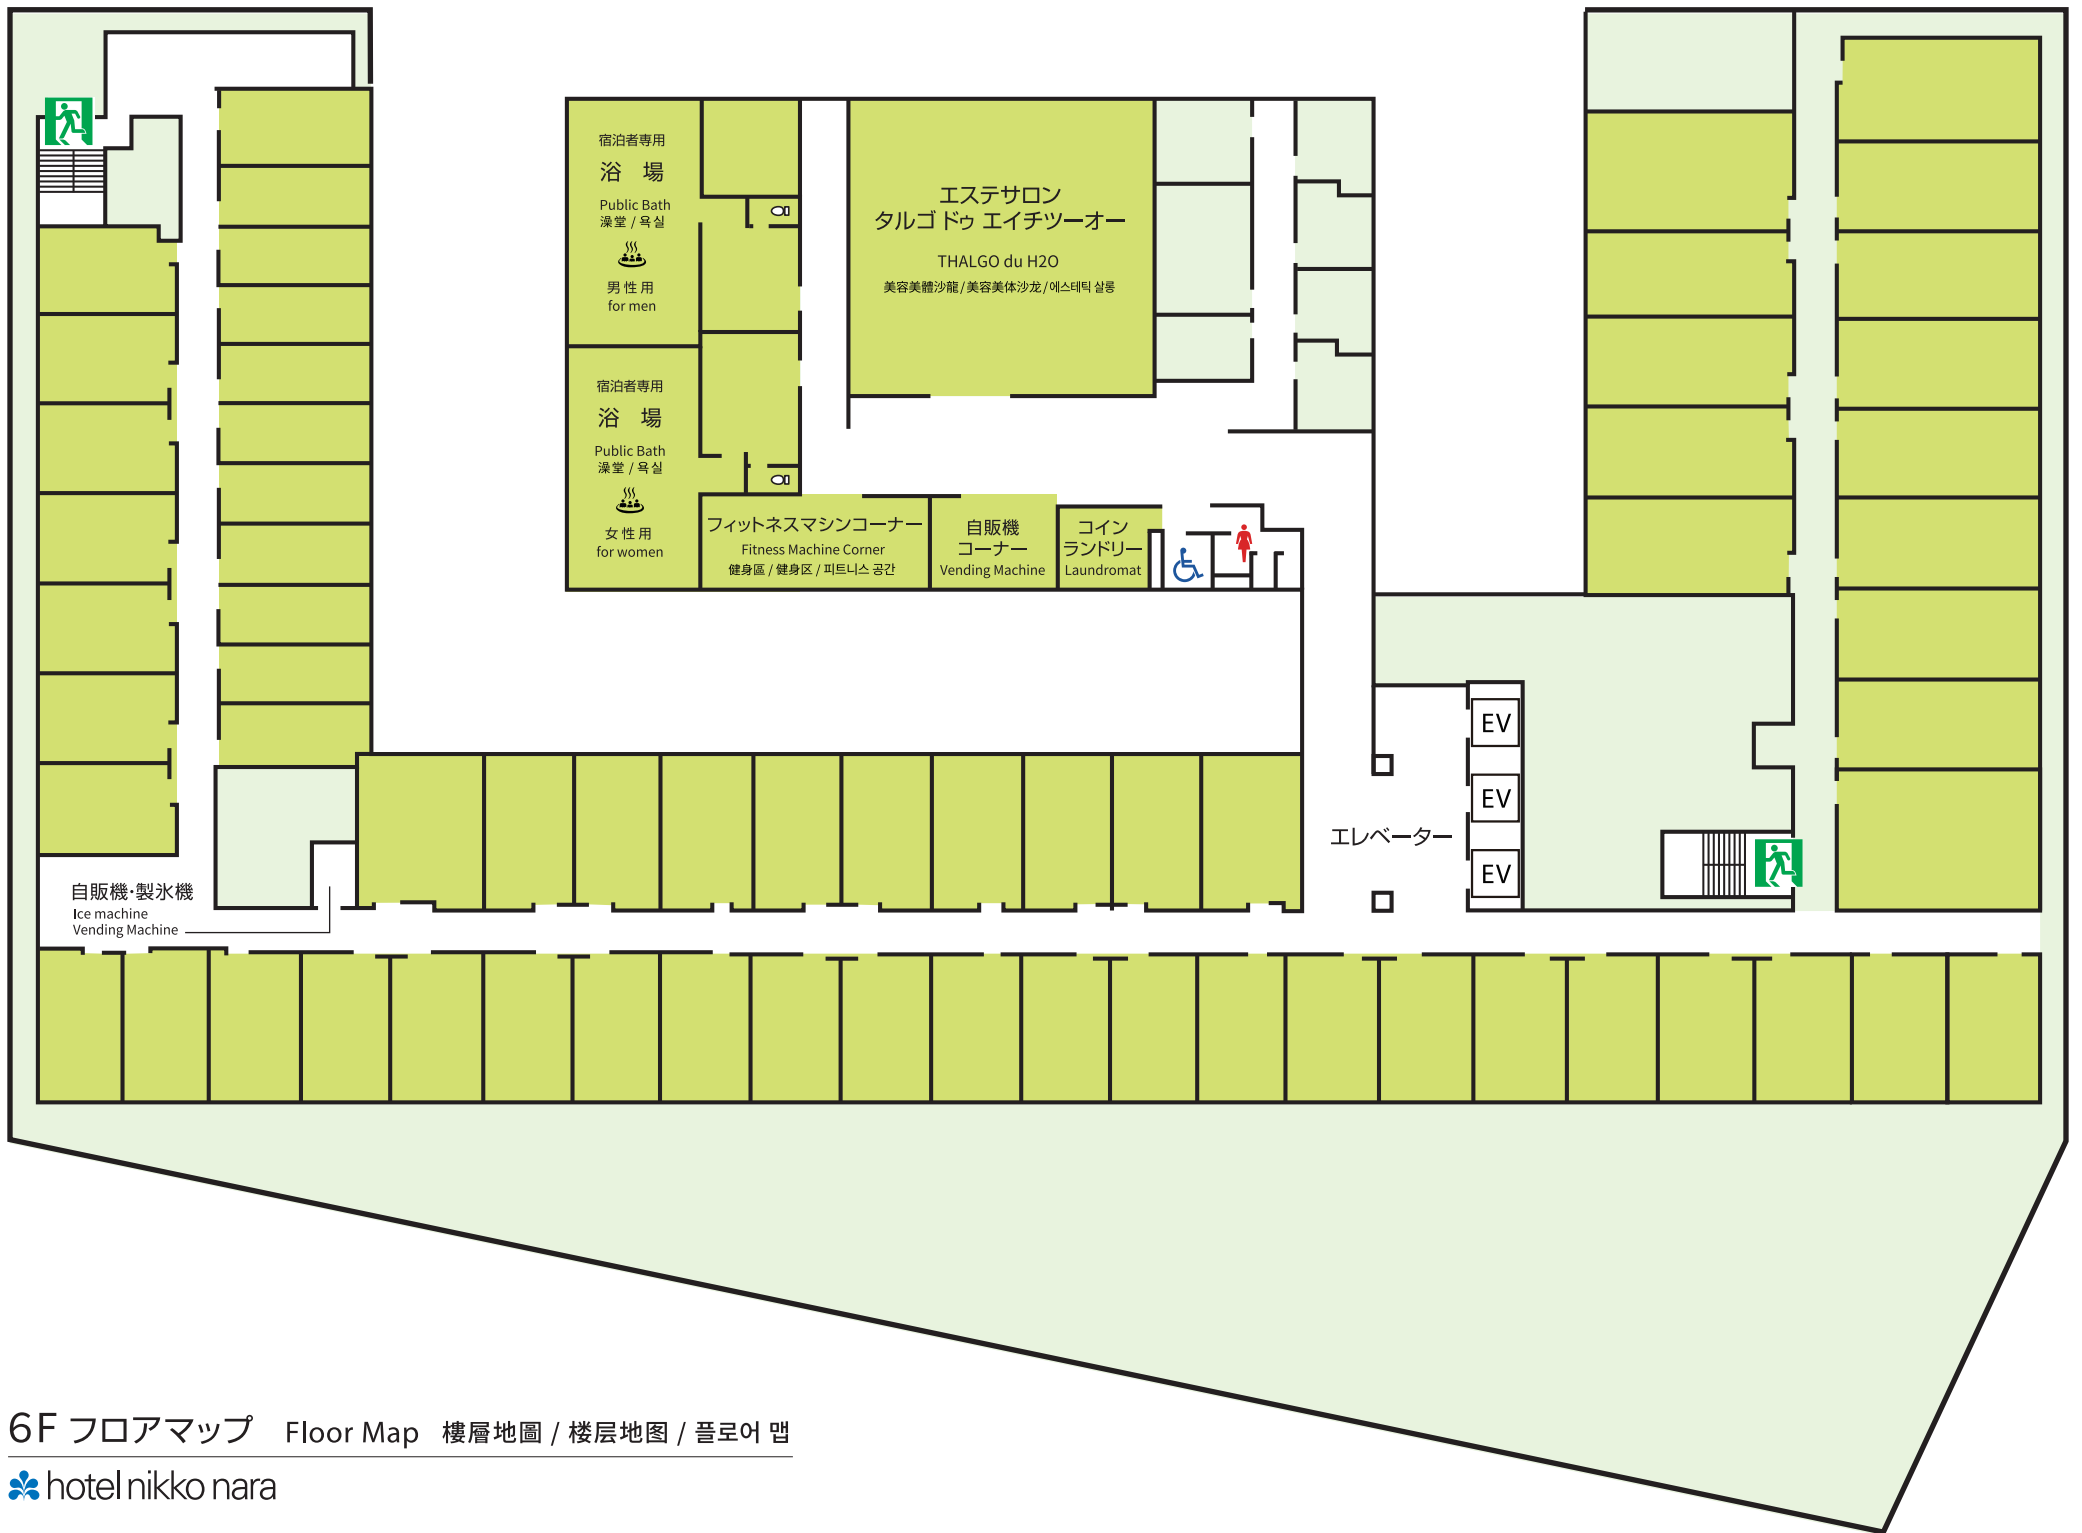 宿泊者専用
浴 場
Public Bath
澡堂 / 욕실
男性用
for men
宿泊者専用
浴 場
Public Bath
澡堂 / 욕실
女性用
for women
エステサロン
タルゴ ドゥ エイチツーオー
THALGO du H2O
美容美體沙龍/美容美体沙龙/에스테틱 살롱
フィットネスマシンコーナー
Fitness Machine Corner
健身區 / 健身区 / 피트니스 공간
自販機
コーナー
Vending Machine
コイン
ランドリー
Laundromat
EV
EV
EV
エレベーター
自販機・製氷機
Ice machine
Vending Machine
6F フロアマップ Floor Map 樓層地圖 / 楼层地图 / 플로어 맵
hotel nikko nara